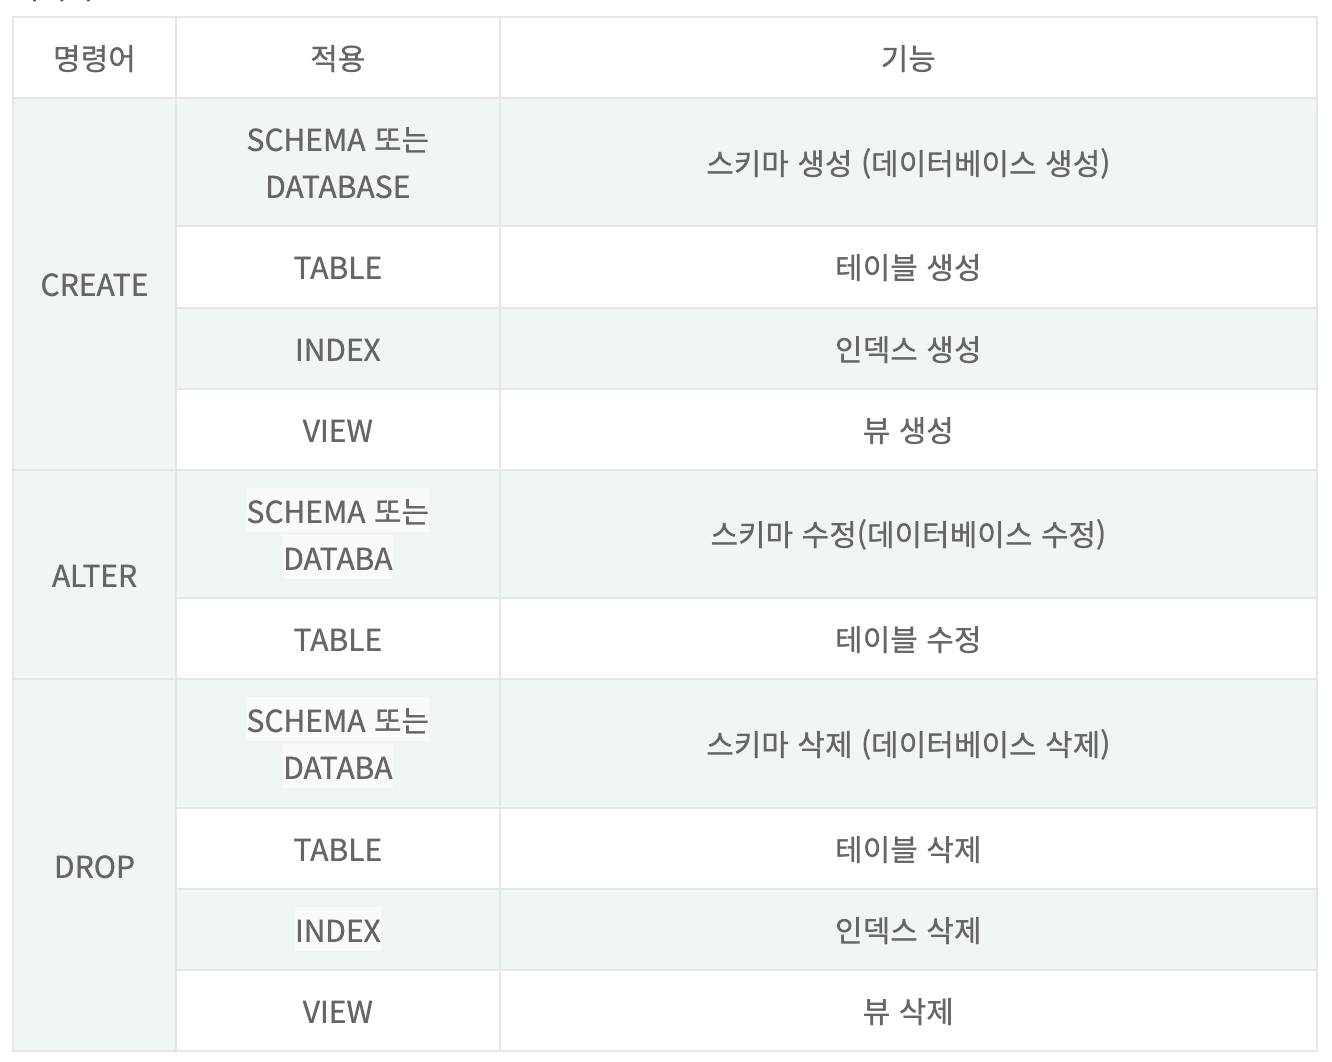 명령어 적용 기능
SCHEMA 또는
DATABASE
스키마 생성 (데이터베이스 생성)
CREATE
TABLE 테이블 생성
INDEX 인덱스 생성
VIEW 뷰 생성
ALTER
SCHEMA 또는
DATABA
스키마 수정(데이터베이스 수정)
TABLE 테이블 수정
DROP
SCHEMA 또는
DATABA
스키마 삭제 (데이터베이스 삭제)
TABLE 테이블 삭제
INDEX 인덱스 삭제
VIEW 뷰 삭제